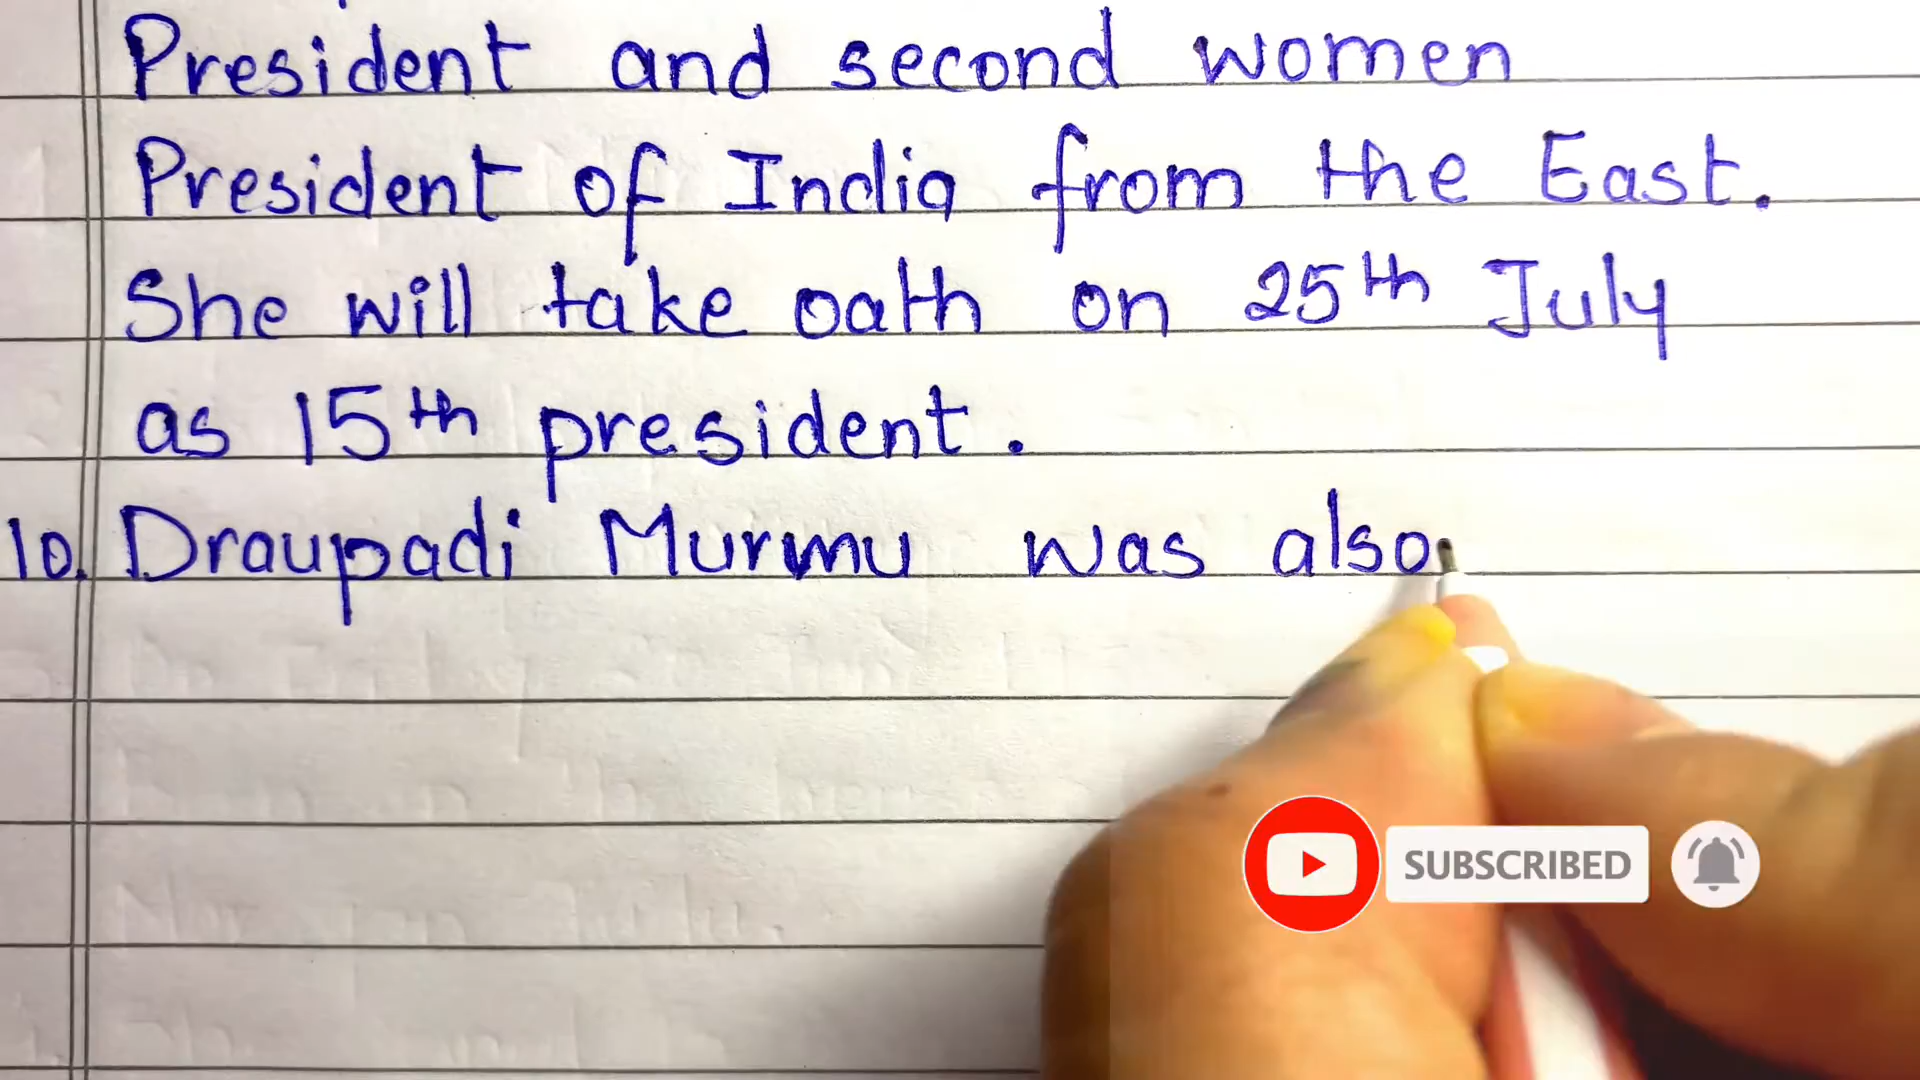 President and second women
President of India from the East.
She will take oath on 25th July
as 15th president.
10. Draupadi Murmu was also
SUBSCRIBED